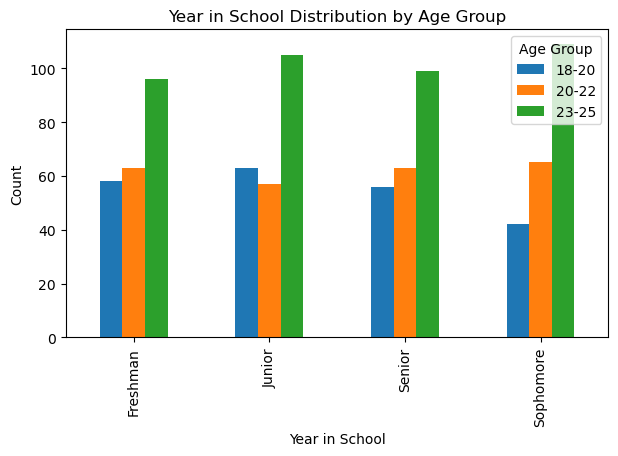 Year in School Distribution by Age Group
Age Group
18-20
20-22
23-25
Count
100
80
60
40
20
0
Freshman
Junior
Senior
Sophomore
Year in School